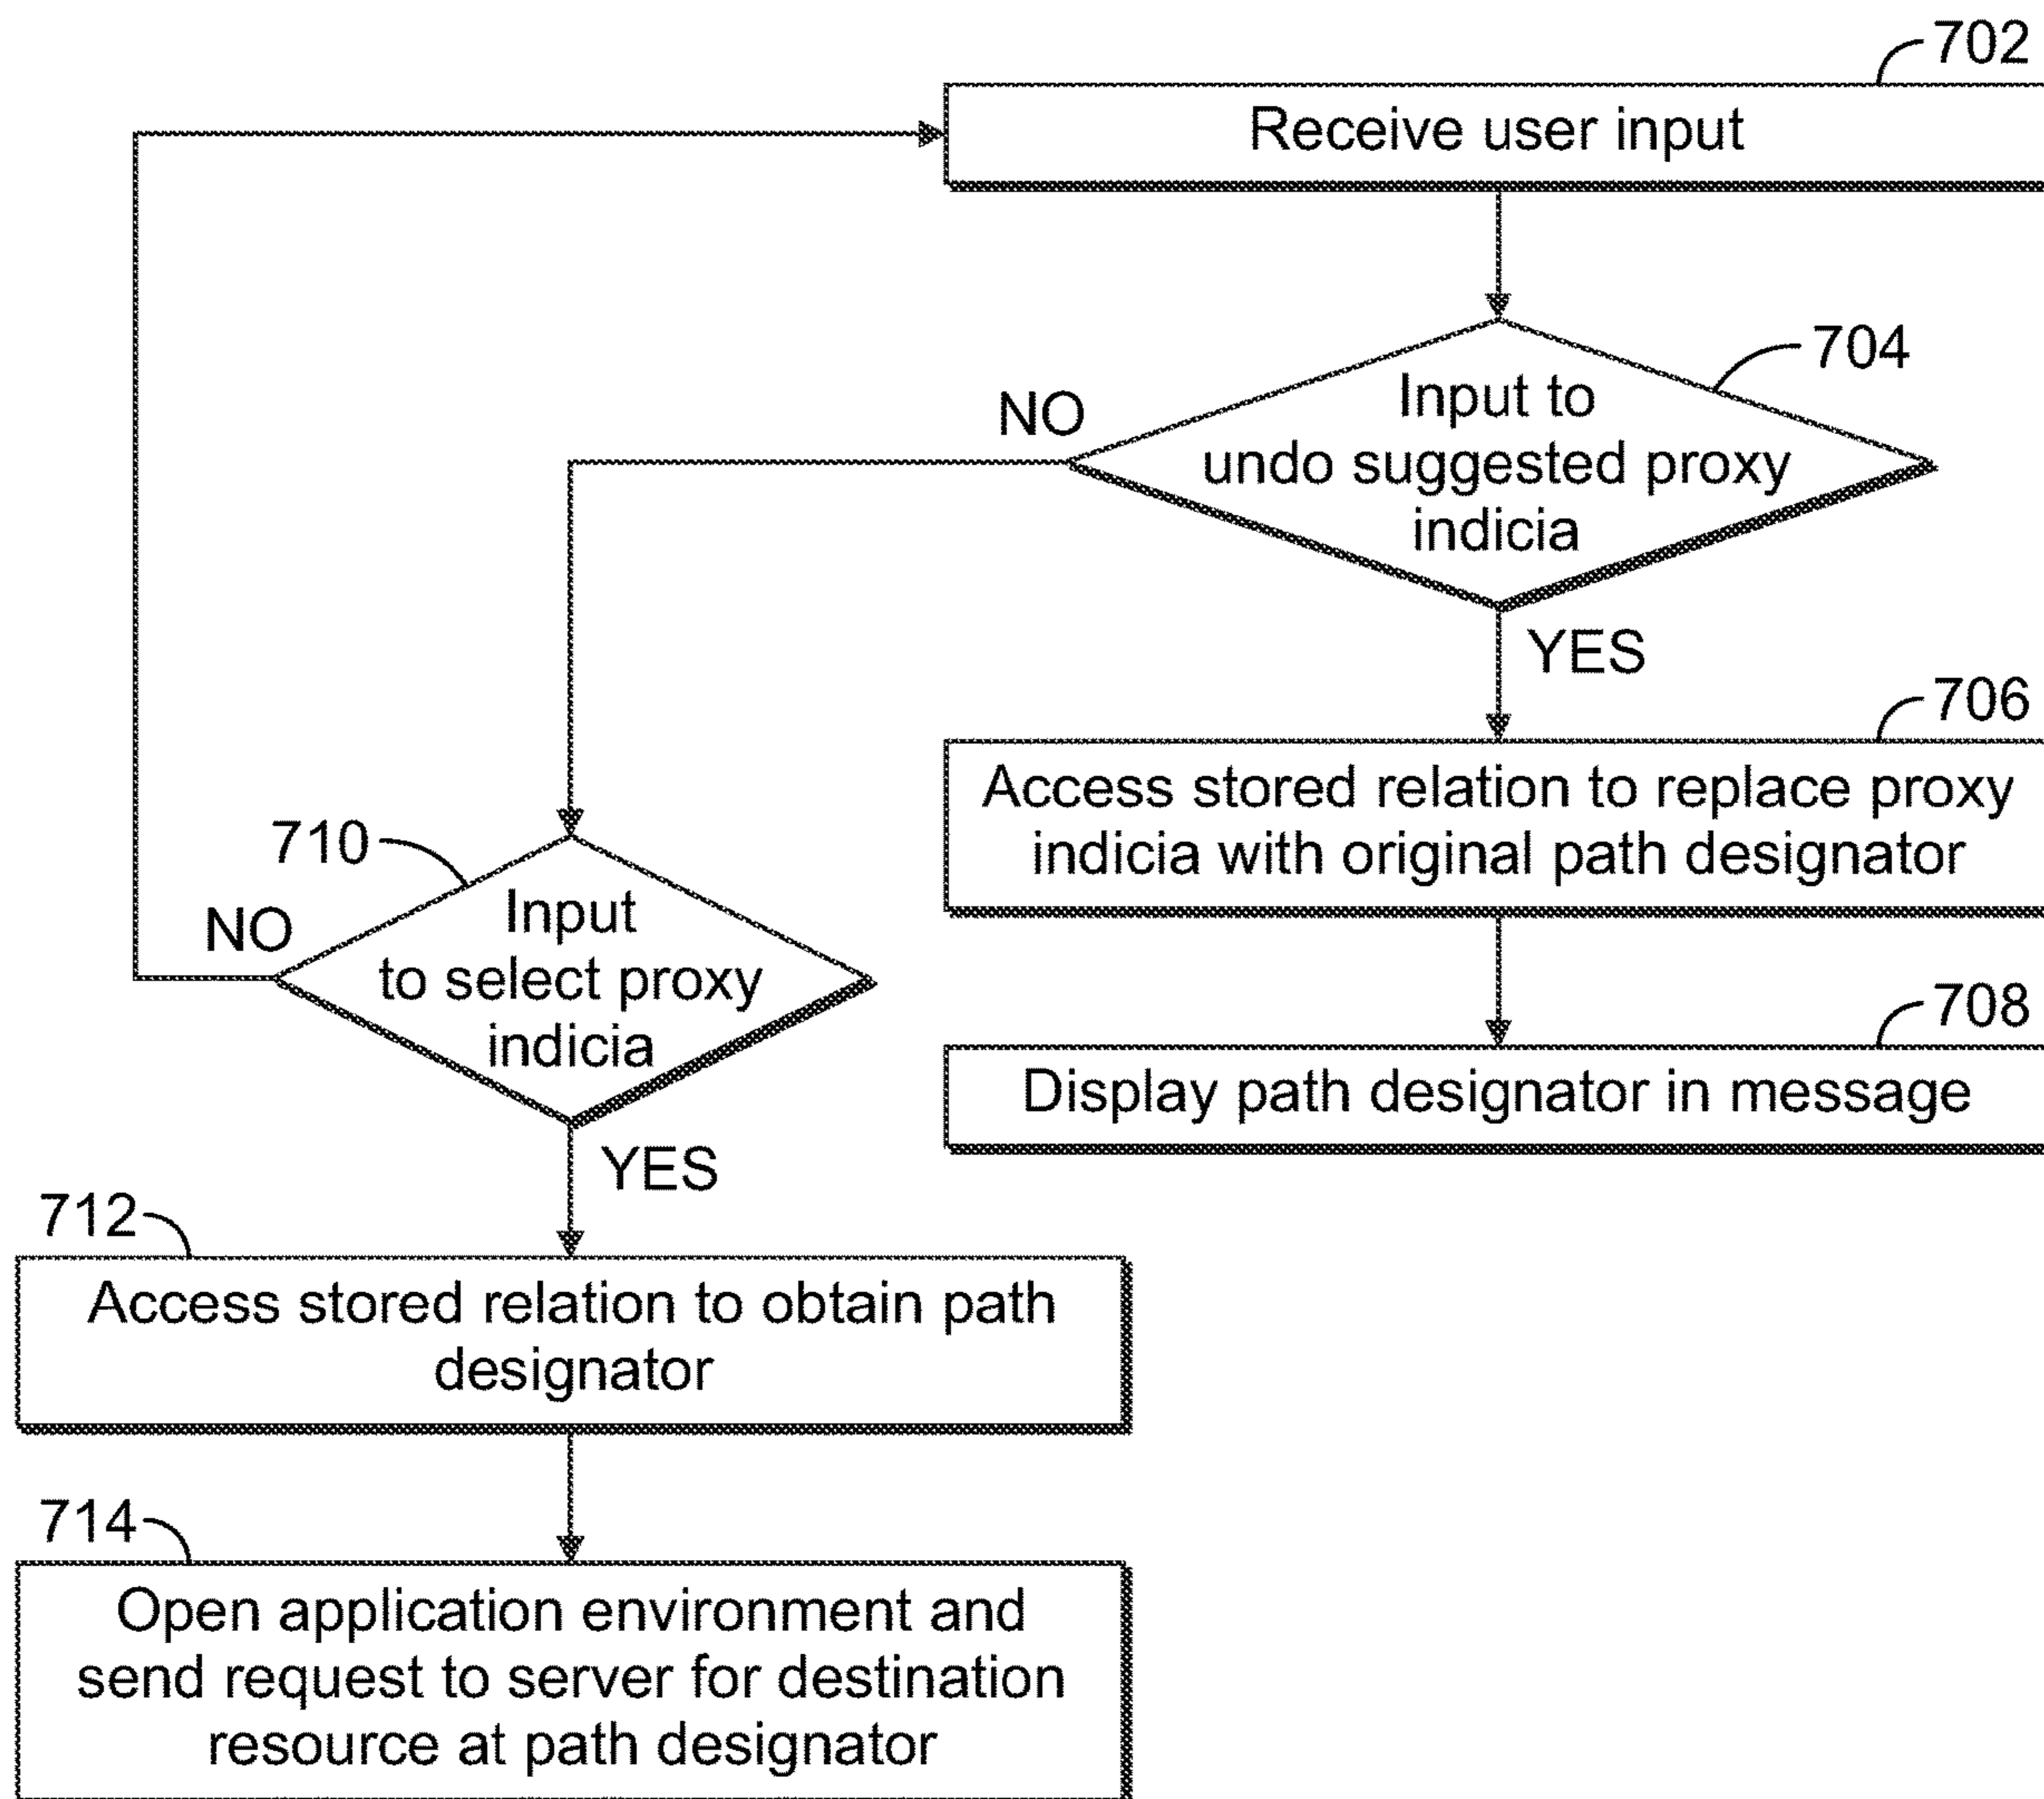 702
Receive user input
704
Input to
undo suggested proxy
indicia
NO
YES
706
Access stored relation to replace proxy
indicia with original path designator
708
Display path designator in message
710
Input
to select proxy
indicia
NO
YES
712
Access stored relation to obtain path
designator
714
Open application environment and
send request to server for destination
resource at path designator